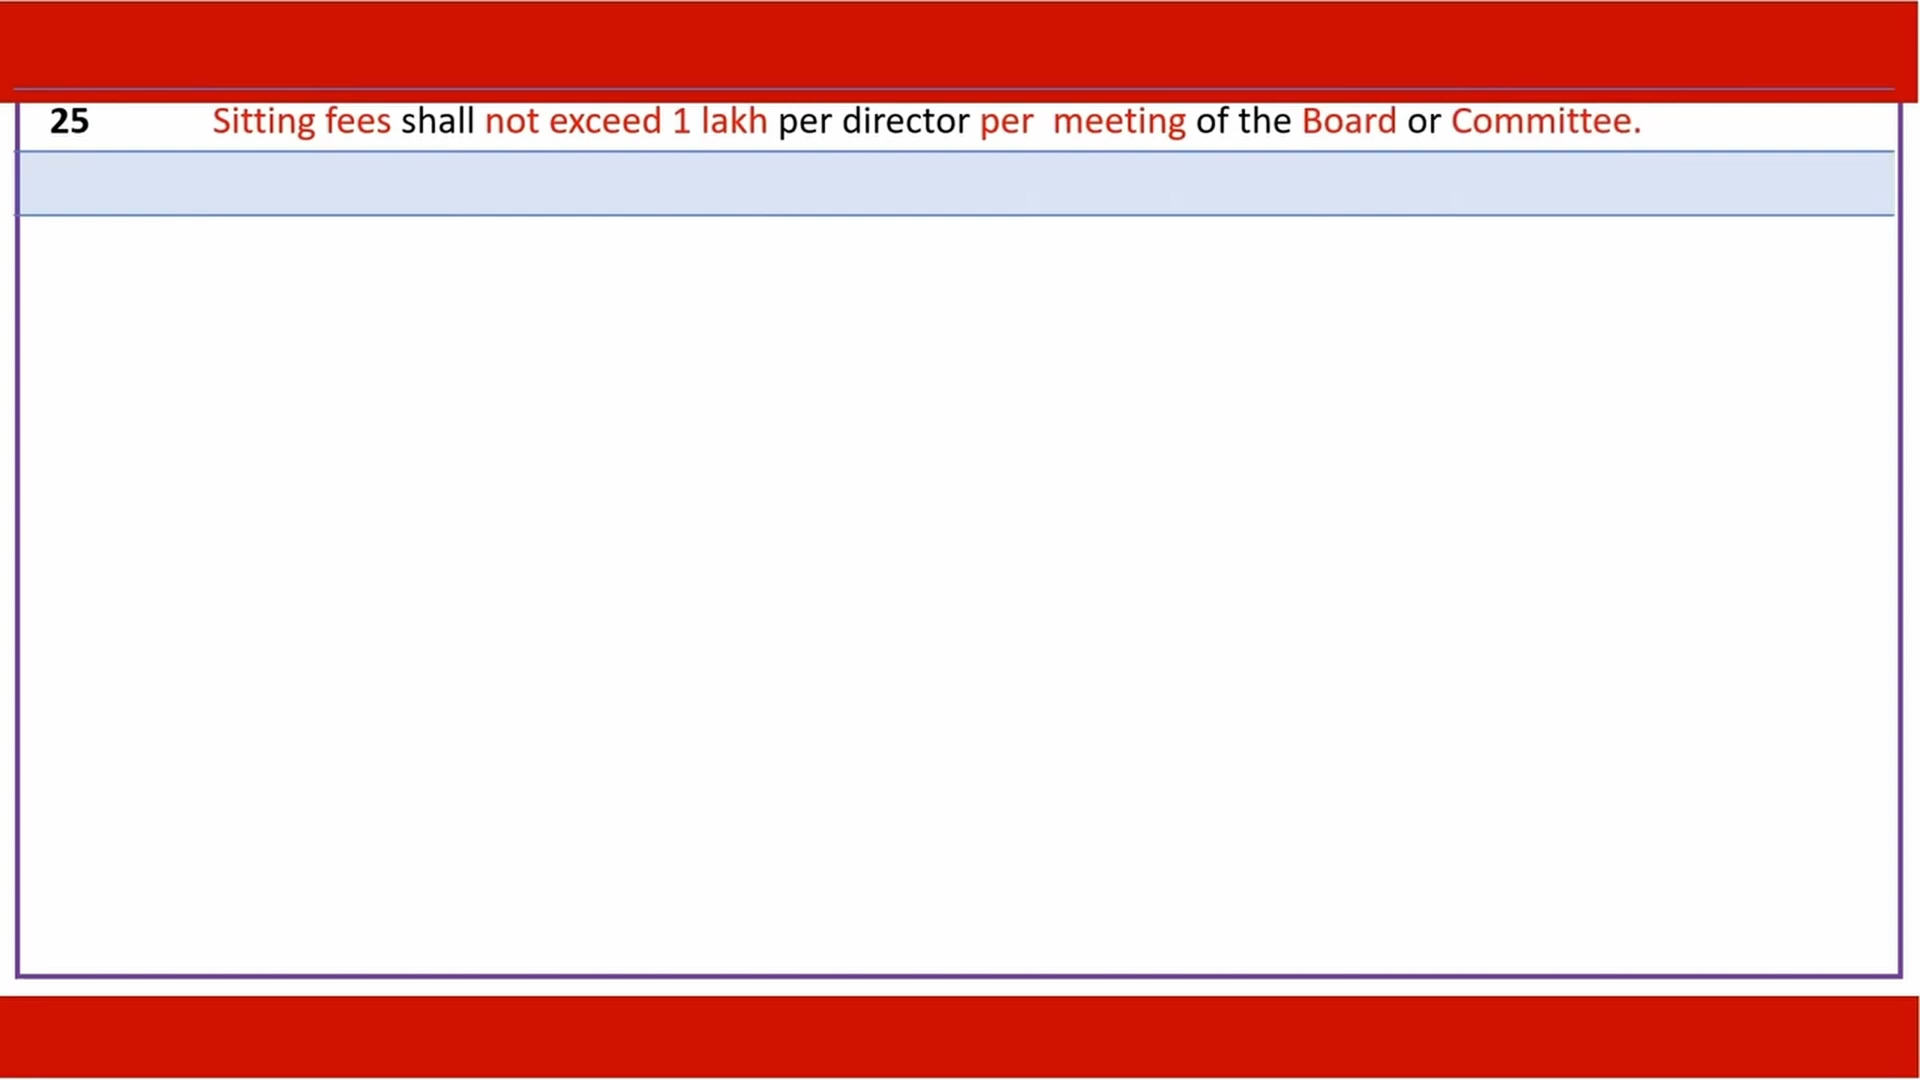 25 Sitting fees shall not exceed 1 lakh per director per meeting of the Board or Committee.